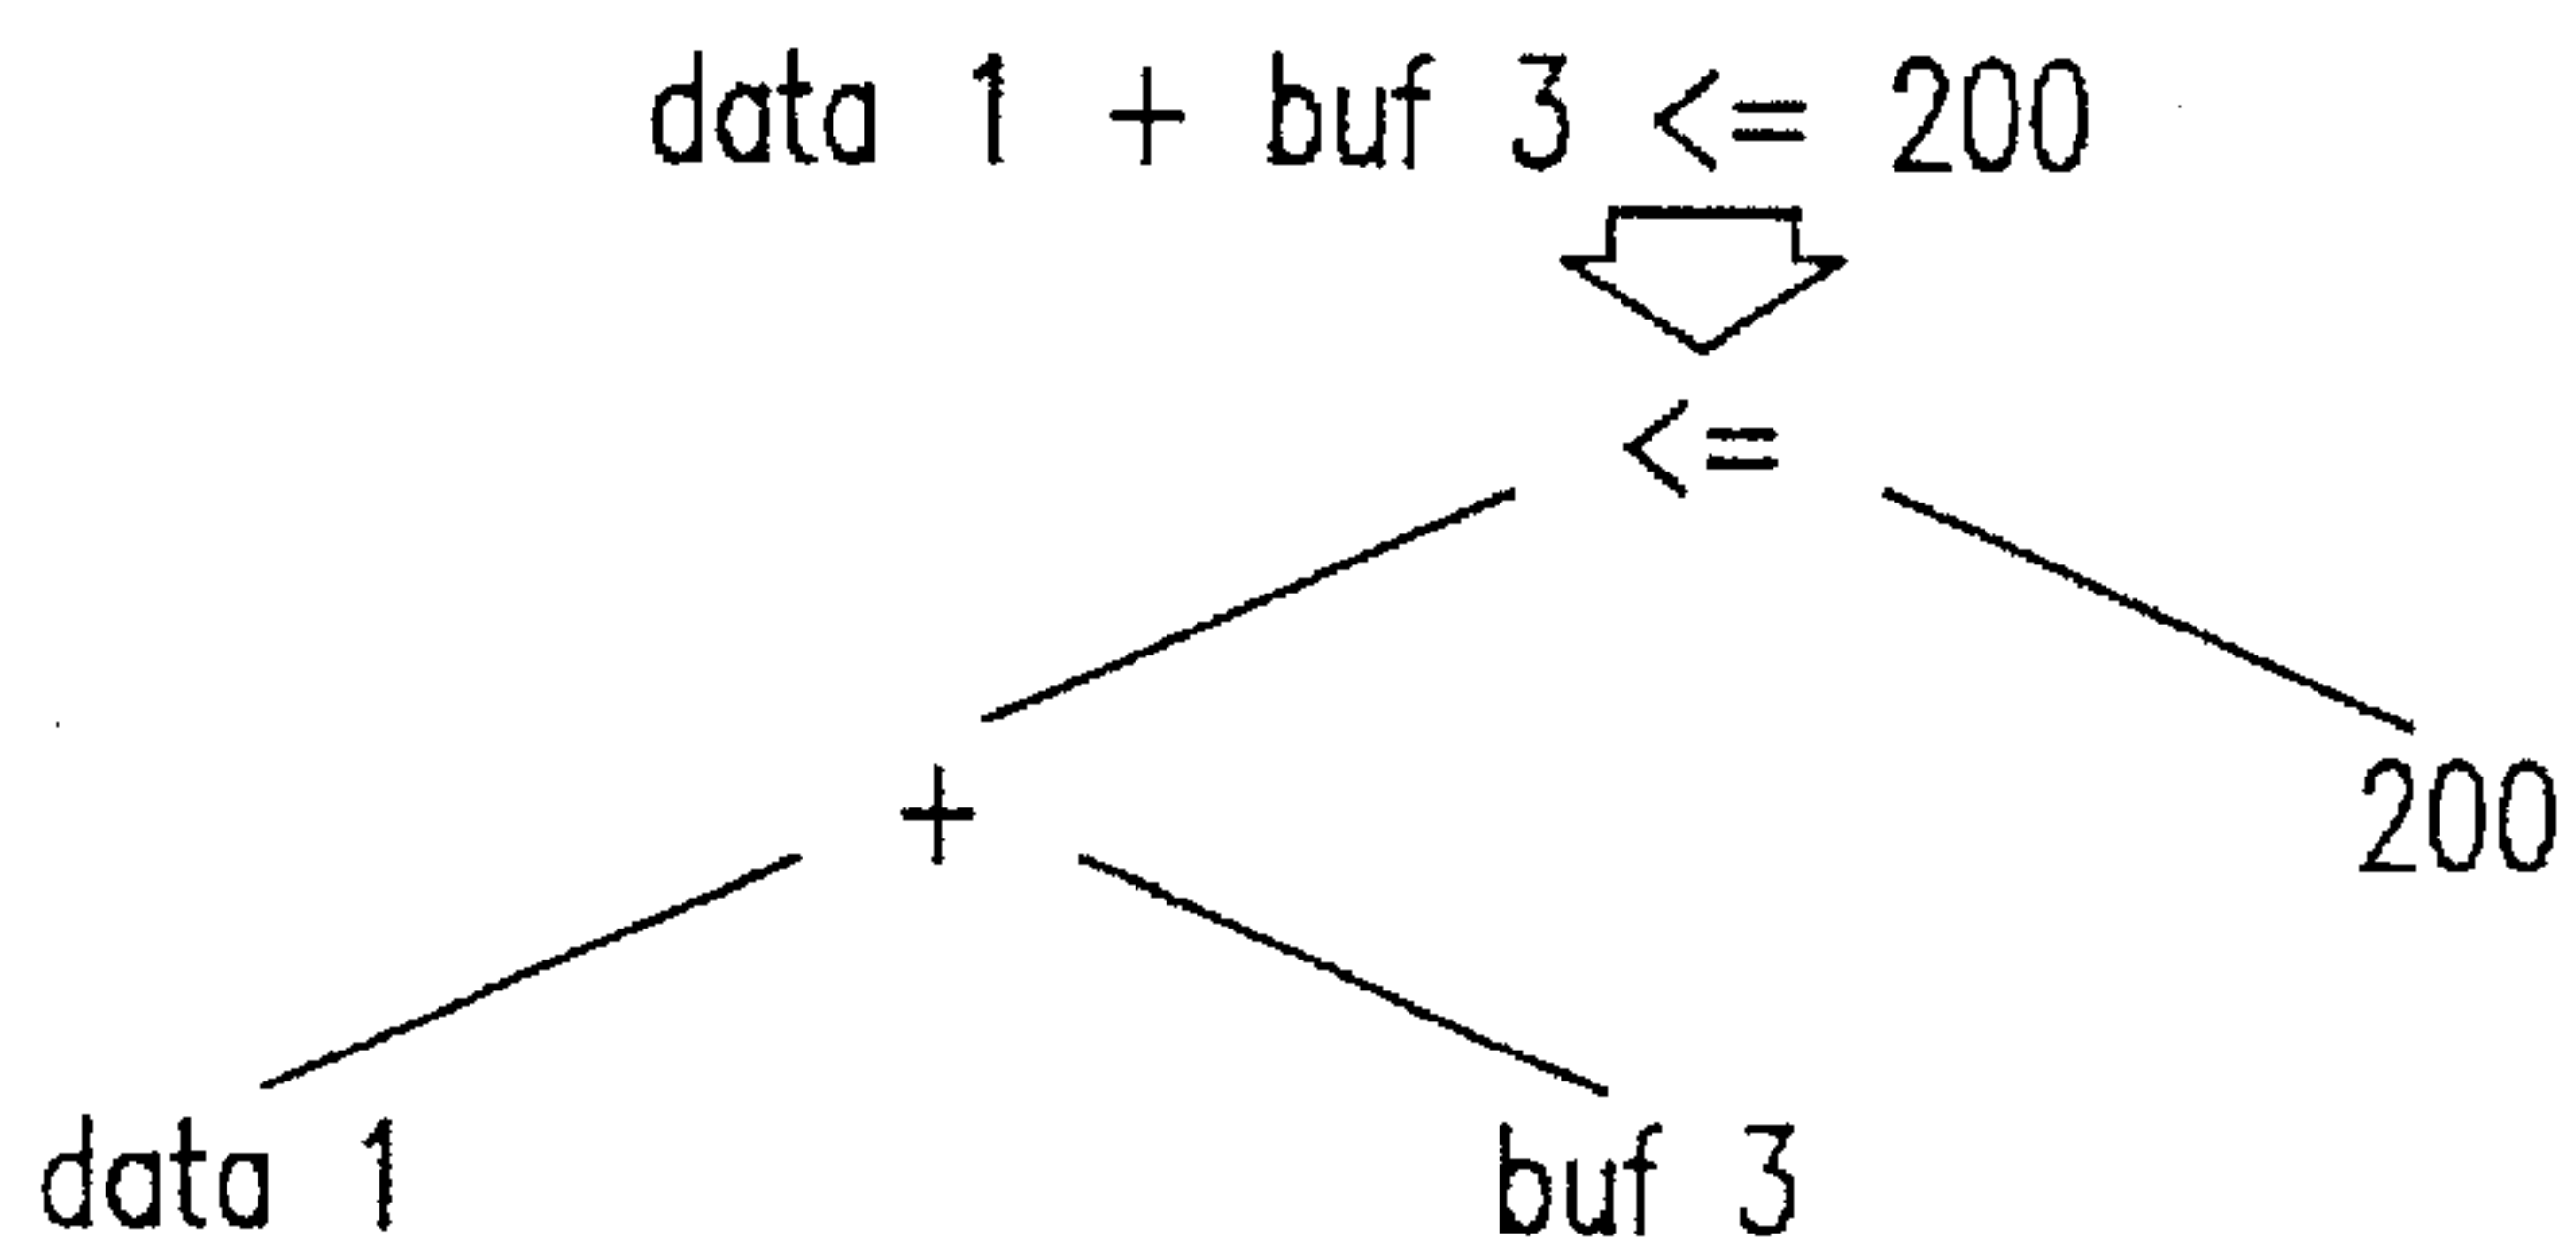 data 1 + buf 3 <= 200
<=
+ 200
data 1 buf 3